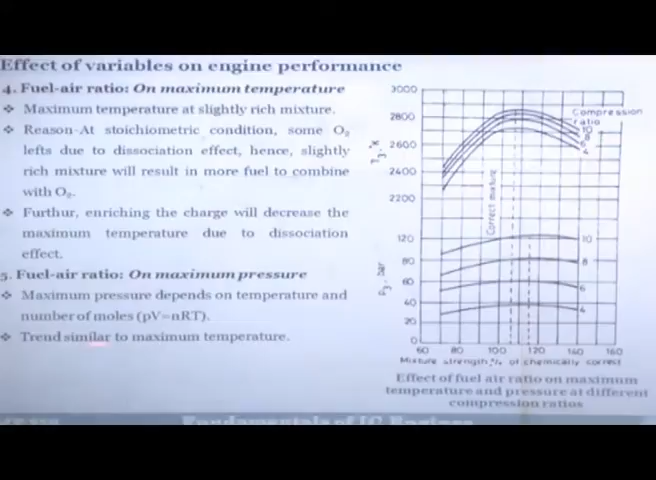 Effect of variables on engine performance
4. Fuel-air ratio: On maximum temperature
❖ Maximum temperature at slightly rich mixture.
❖ Reason-At stoichiometric condition, some O₂
lefts due to dissociation effect, hence, slightly
rich mixture will result in more fuel to combine
with O₂.
❖ Furthur, enriching the charge will decrease the
maximum temperature due to dissociation
effect.
5. Fuel-air ratio: On maximum pressure
❖ Maximum pressure depends on temperature and
number of moles (pV=nRT).
❖ Trend similar to maximum temperature.
3000
2800
2600
2400
2200
T₃,K
Compression
ratio
10
8
6
4
Correct mixture
120
80
60
40
20
0
p₃, bar
10
8
6
4
60 80 100 120 140 160
Mixture strength,% of chemically correct
Effect of fuel air ratio on maximum
temperature and pressure at different
compression ratios
Fundamentals of IC Engines